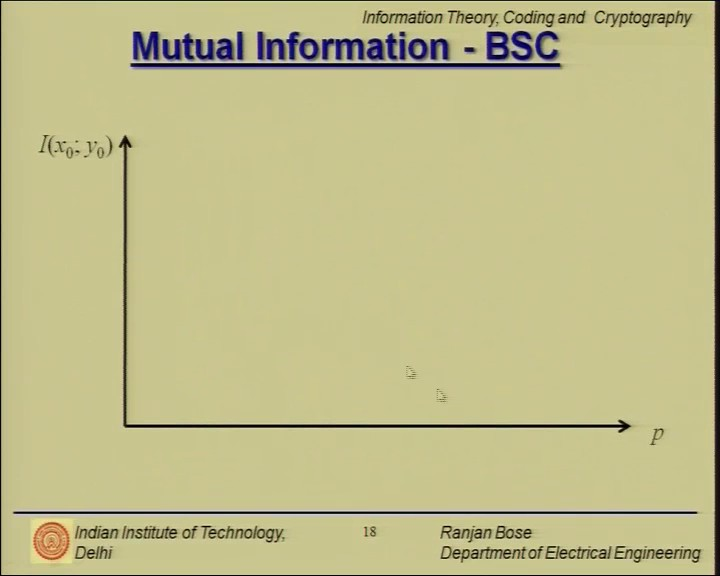 Information Theory, Coding and Cryptography
Mutual Information - BSC
I(x0; y0)
p
Indian Institute of Technology,
Delhi
18
Ranjan Bose
Department of Electrical Engineering